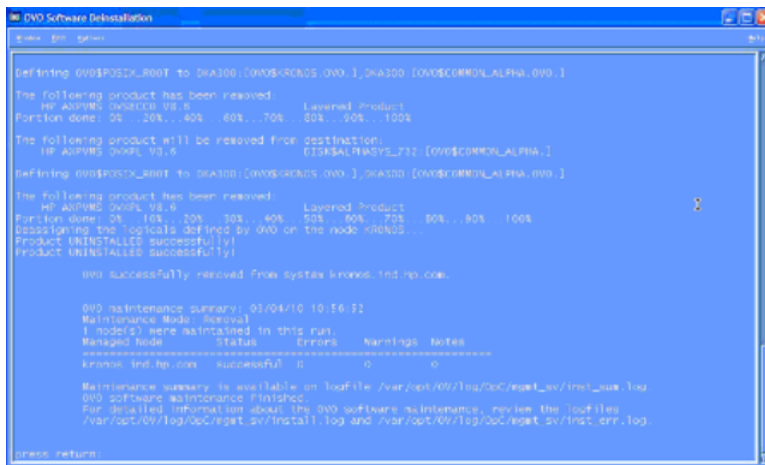 OVO Software Deinstallation
Window Edit Options Help
Defining OVO$POSIX_ROOT to DKA300:[OVO$KRONOS.OVO.],DKA300:[OVO$COMMON_ALPHA.OVO.]
The following product has been removed:
HP AXPVMS OVSECCO V8.6 Layered Product
Portion done: 0% ...20%...40% ...60%...70% ...80%...90% ...100%
The following product will be removed from destination:
HP AXPVMS OVXPL V8.6 DISK$ALPHASYS_732:[OVO$COMMON_ALPHA.]
Defining OVO$POSIX_ROOT to DKA300:[OVO$KRONOS.OVO.],DKA300:[OVO$COMMON_ALPHA.OVO.]
The following product has been removed:
HP AXPVMS OVXPL V8.6 Layered Product
Portion done: 0% ...10%...20% ...30%...40% ...50%...60% ...70%...80% ...90%...100%
Deassigning the logicals defined by OVO on the node KRONOS...
Product UNINSTALLED successfully!
Product UNINSTALLED successfully!
OVO successfully removed from system kronos.ind.hp.com.
OVO maintenance summary: 03/04/10 10:56:52
Maintenance Mode: Removal
1 node(s) were maintained in this run.
Managed Node Status Errors Warnings Notes
kronos.ind.hp.com successful 0 0 0
Maintenance summary is available on logfile /var/opt/OV/log/OpC/mgmt_sv/inst_sum.log.
OVO software maintenance finished.
For detailed information about the OVO software maintenance, review the logfiles
/var/opt/OV/log/OpC/mgmt_sv/install.log and /var/opt/OV/log/OpC/mgmt_sv/inst_err.log.
press return: